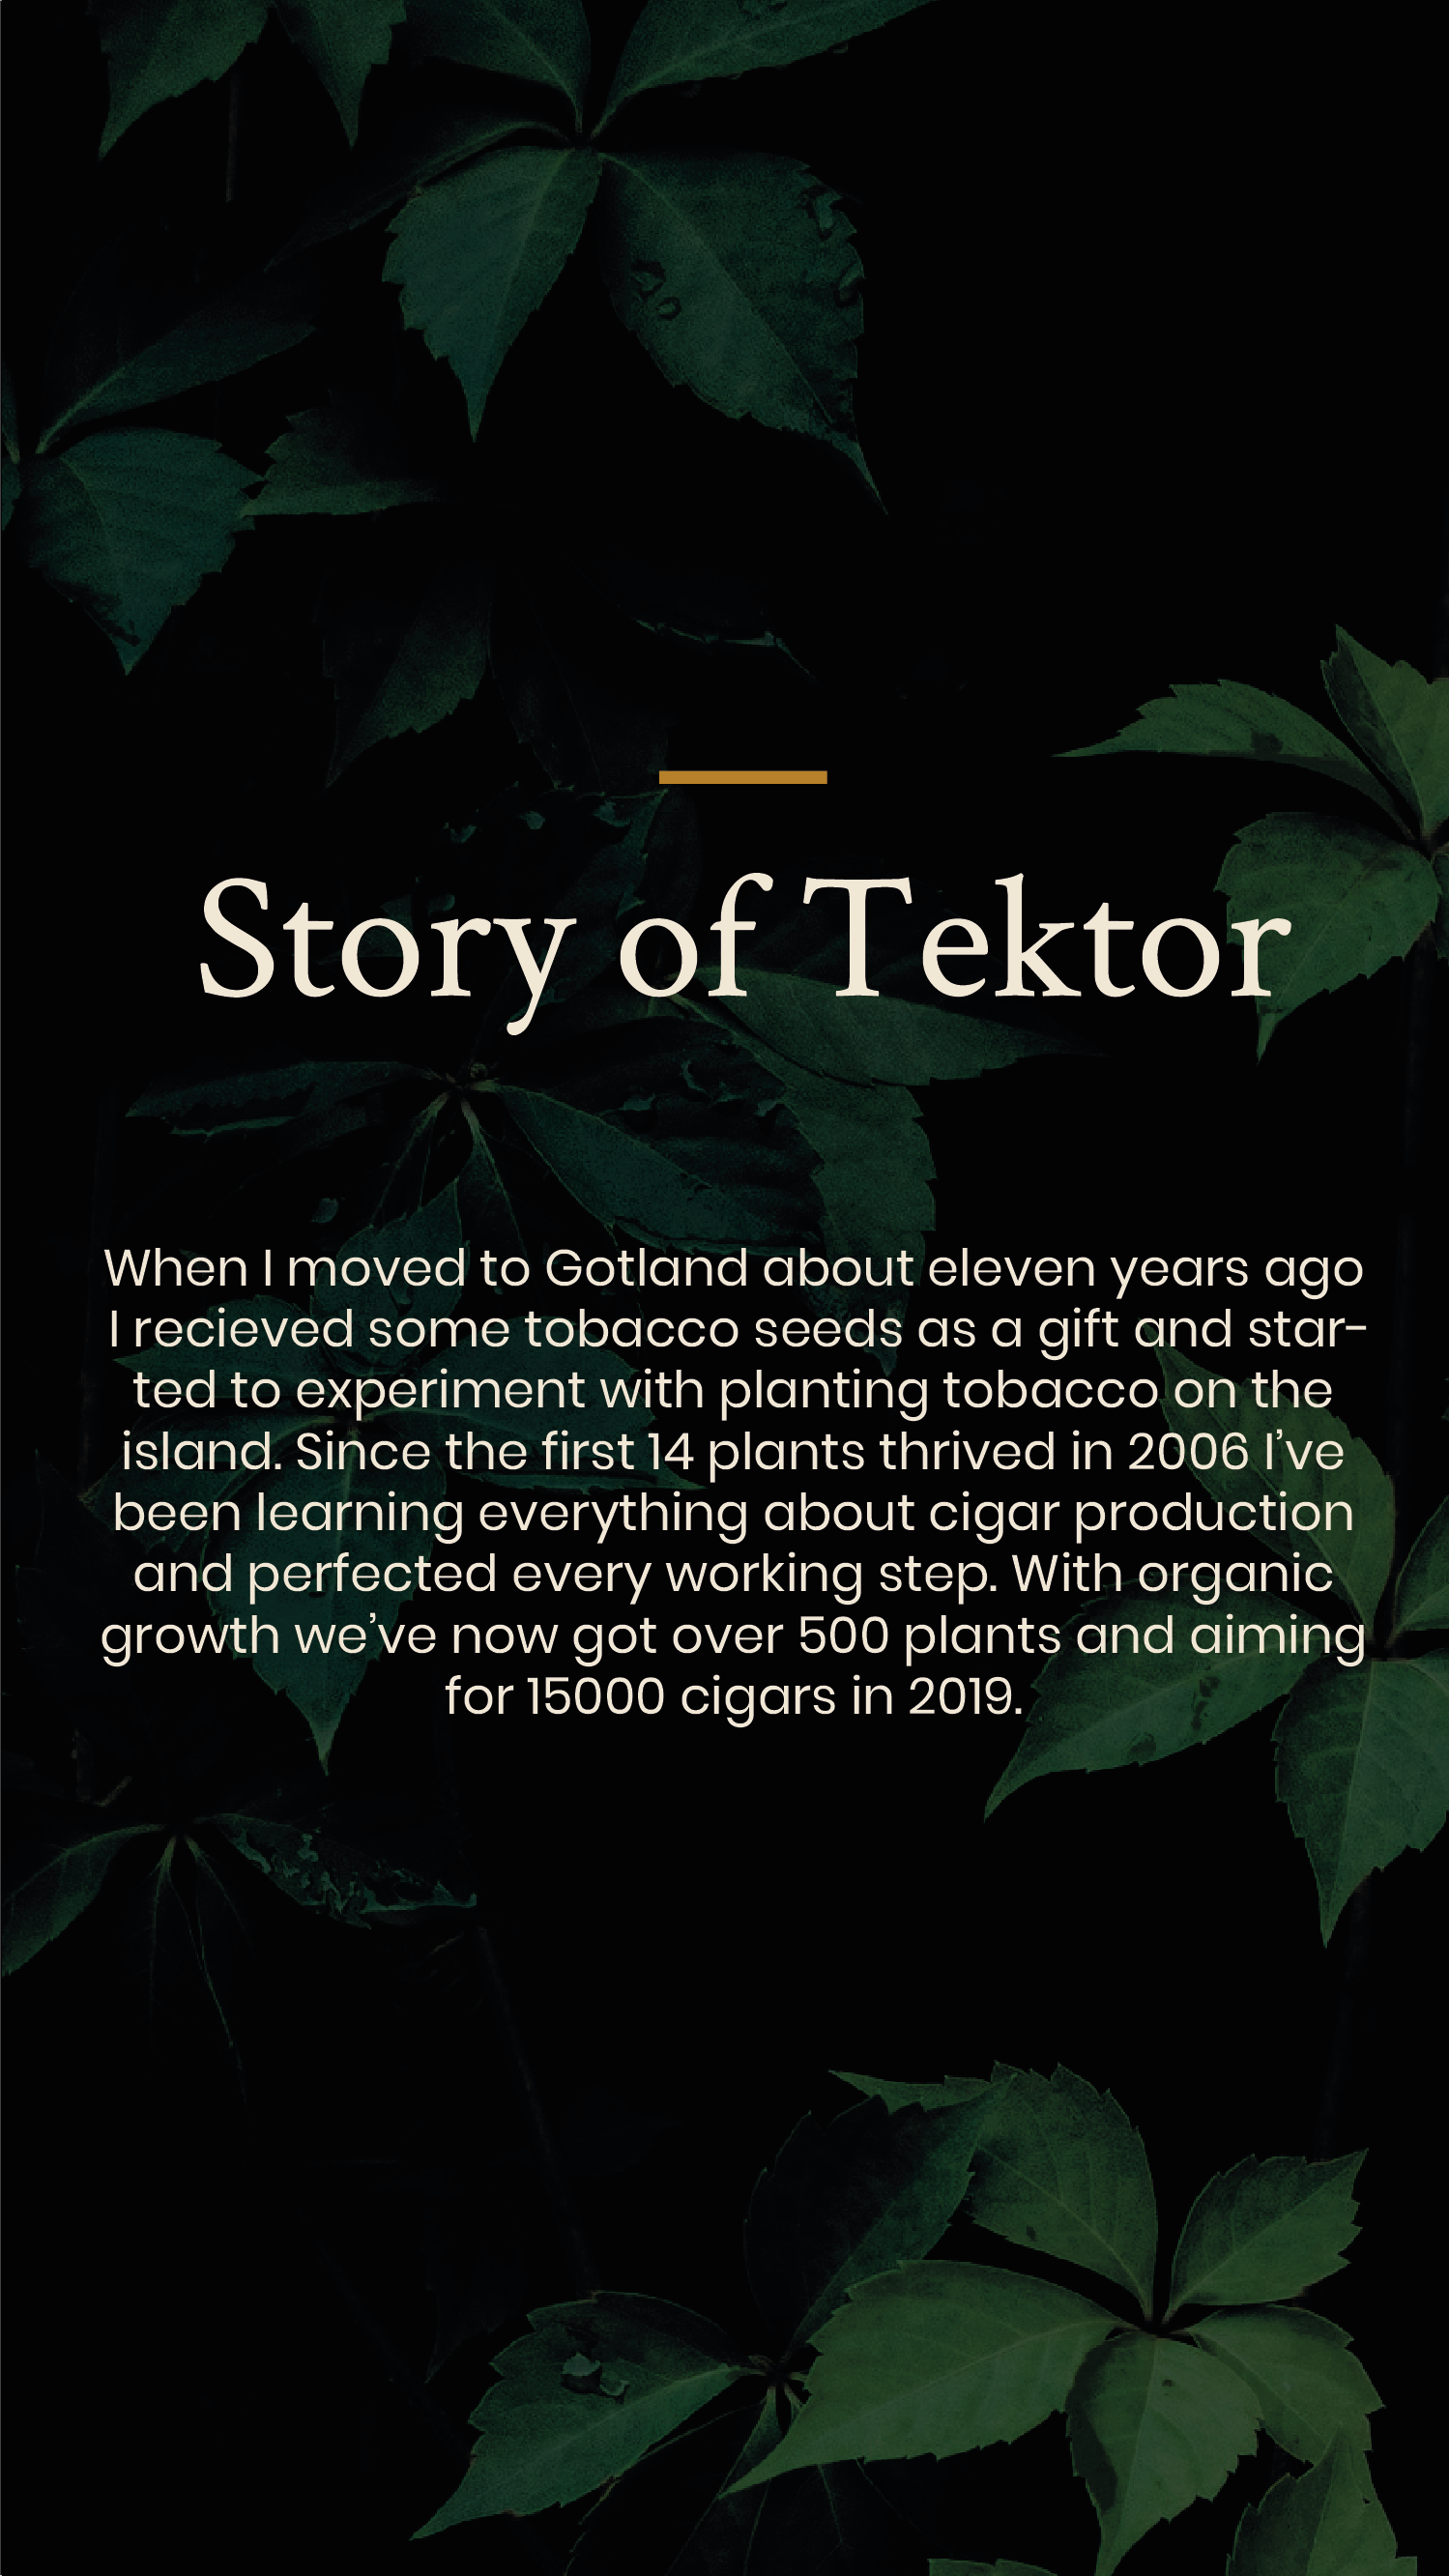 Story of Tektor
When I moved to Gotland about eleven years ago
I recieved some tobacco seeds as a gift and star-
ted to experiment with planting tobacco on the
island. Since the first 14 plants thrived in 2006 I’ve
been learning everything about cigar production
and perfected every working step. With organic
growth we’ve now got over 500 plants and aiming
for 15000 cigars in 2019.